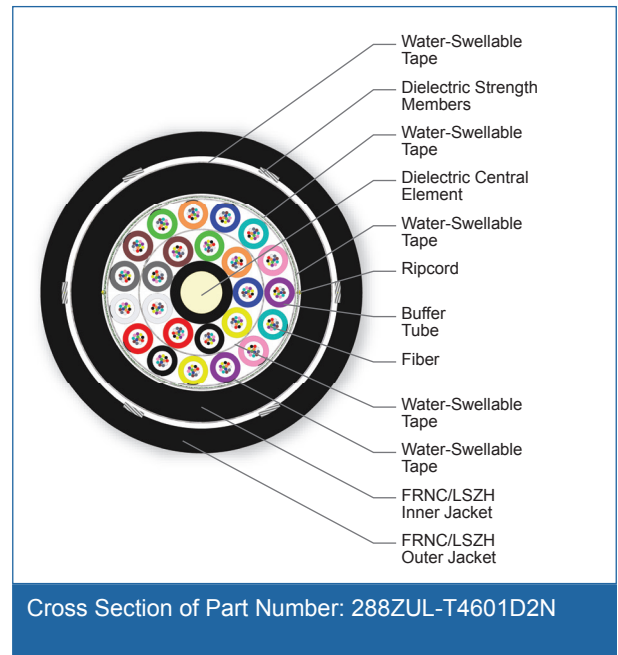 Water-Swellable
Tape
Dielectric Strength
Members
Water-Swellable
Tape
Dielectric Central
Element
Water-Swellable
Tape
Ripcord
Buffer
Tube
Fiber
Water-Swellable
Tape
Water-Swellable
Tape
FRNC/LSZH
Inner Jacket
FRNC/LSZH
Outer Jacket
Cross Section of Part Number: 288ZUL-T4601D2N